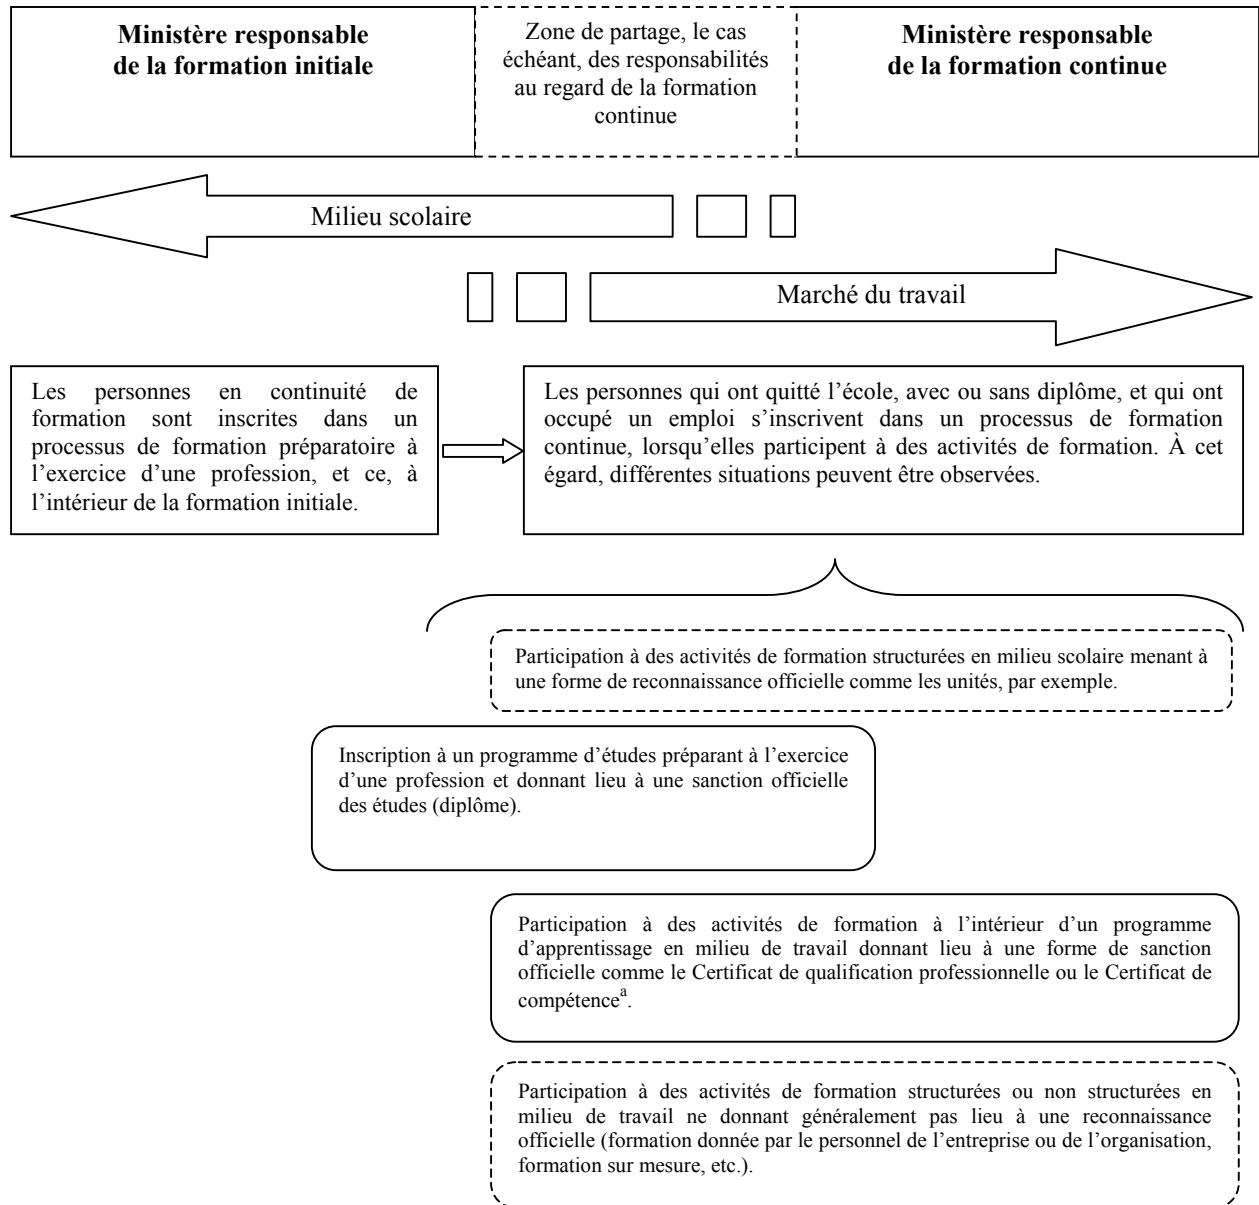 Ministère responsable
de la formation initiale
Zone de partage, le cas
échéant, des responsabilités
au regard de la formation
continue
Ministère responsable
de la formation continue
Milieu scolaire
Marché du travail
Les personnes en continuité de
formation sont inscrites dans un
processus de formation préparatoire à
l’exercice d’une profession, et ce, à
l’intérieur de la formation initiale.
Les personnes qui ont quitté l’école, avec ou sans diplôme, et qui ont
occupé un emploi s’inscrivent dans un processus de formation
continue, lorsqu’elles participent à des activités de formation. À cet
égard, différentes situations peuvent être observées.
Participation à des activités de formation structurées en milieu scolaire menant à
une forme de reconnaissance officielle comme les unités, par exemple.
Inscription à un programme d’études préparant à l’exercice
d’une profession et donnant lieu à une sanction officielle
des études (diplôme).
Participation à des activités de formation à l’intérieur d’un programme
d’apprentissage en milieu de travail donnant lieu à une forme de sanction
officielle comme le Certificat de qualification professionnelle ou le Certificat de
compétence^a.
Participation à des activités de formation structurées ou non structurées en
milieu de travail ne donnant généralement pas lieu à une reconnaissance
officielle (formation donnée par le personnel de l’entreprise ou de l’organisation,
formation sur mesure, etc.).